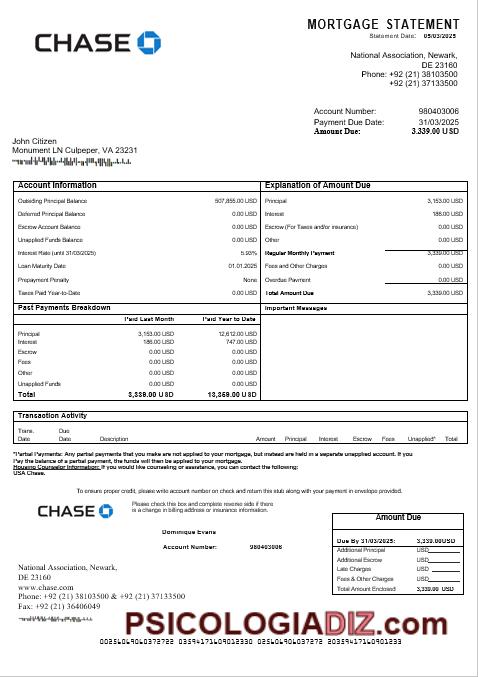 CHASE
MORTGAGE STATEMENT
Statement Date: 05/03/2025
National Association, Newark,
DE 23160
Phone: +92 (21) 38103500
+92 (21) 37133500
Account Number: 980403006
Payment Due Date: 31/03/2025
Amount Due: 3.339.00 USD
John Citizen
Monument LN Culpeper, VA 23231
Account Information
Outsiding Principal Balance 507,855.00 USD
Deferred Principal Balance 0.00 USD
Escrow Account Balance 0.00 USD
Unapplied Funds Balance 0.00 USD
Interest Rate (until 31/03/2025) 5.93%
Loan Maturity Date 01.01.2025
Prepayment Penalty None
Taxes Paid Year-to-Date 0.00 USD
Explanation of Amount Due
Principal 3,153.00 USD
Interest 186.00 USD
Escrow (For Taxes and/or insurance) 0.00 USD
Other 0.00 USD
Regular Monthly Payment 3,339.00 USD
Fees and Other Charges 0.00 USD
Overdue Payment 0.00 USD
Total Amount Due 3,339.00 USD
Past Payments Breakdown
Paid Last Month Paid Year to Date
Principal 3,153.00 USD 12,612.00 USD
Interest 186.00 USD 747.00 USD
Escrow 0.00 USD 0.00 USD
Fees 0.00 USD 0.00 USD
Other 0.00 USD 0.00 USD
Unapplied Funds 0.00 USD 0.00 USD
Total 3,339.00 USD 13,359.00 USD
Important Messages
Transaction Activity
Trans. Date Due Date Description Amount Principal Interest Escrow Fees Unapplied* Total
*Partial Payments: Any partial payments that you make are not applied to your mortgage, but instead are held in a separate unapplied account. If you
Pay the balance of a partial payment, the funds will then be applied to your mortgage.
Housing Counselor Information: If you would like counseling or assistance, you can contact the following:
USA Chase.
To ensure proper credit, please write account number on check and return this stub along with your payment in envelope provided.
CHASE
Please check this box and complete reverse side if there
is a change in billing address or insurance information.
Dominique Evans
Account Number: 980403006
Amount Due
Due By 31/03/2025: 3,339.00USD
Additional Principal USD
Additional Escrow USD
Late Charges USD
Fees & Other Charges USD
Total Amount Enclosed 3,339.00 USD
National Association, Newark,
DE 23160
www.chase.com
Phone: +92 (21) 38103500 & +92 (21) 37133500
Fax: +92 (21) 36406049
PSICOLOGIADIZ.com